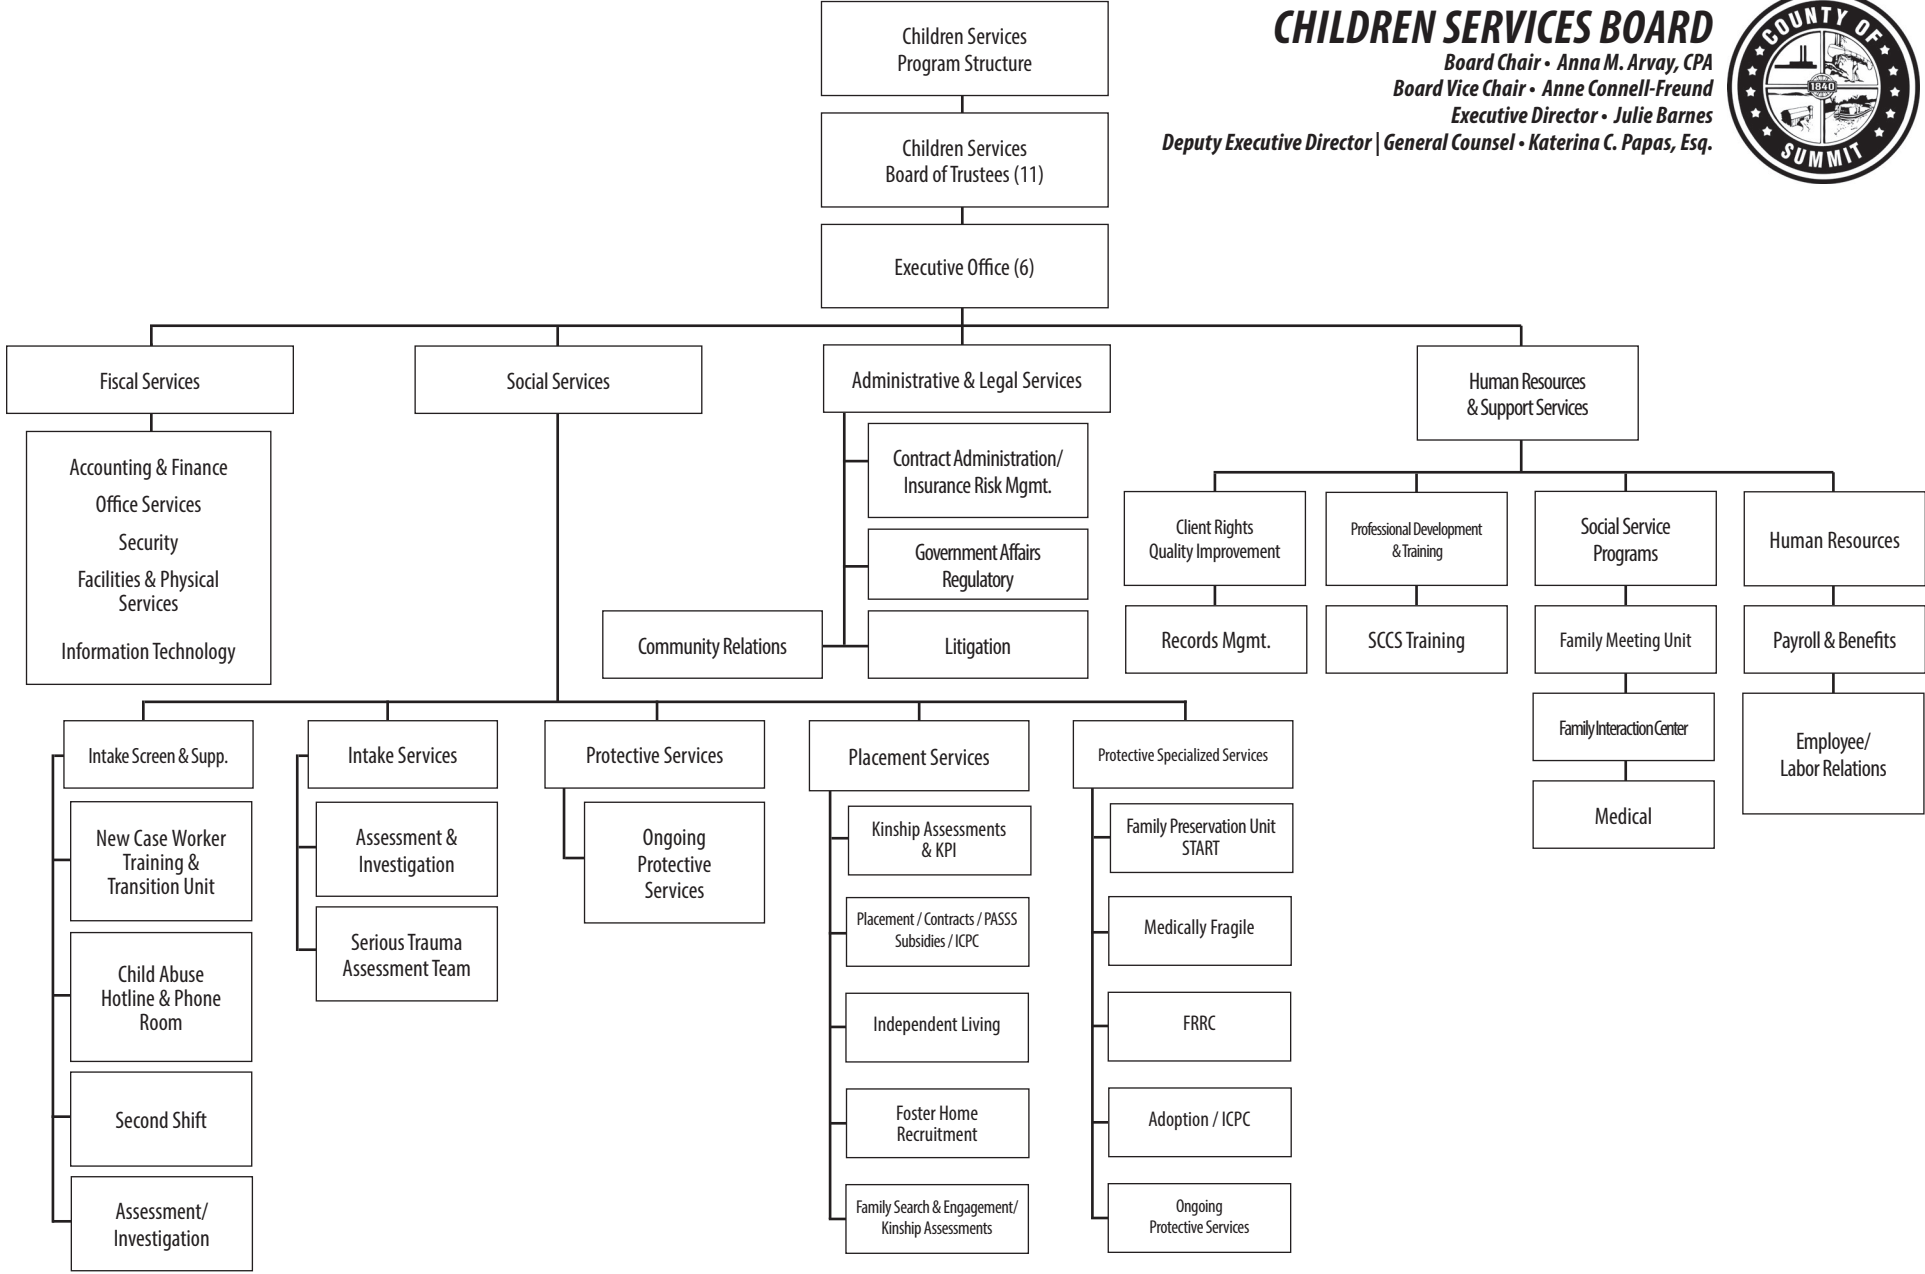 Children Services
Program Structure
CHILDREN SERVICES BOARD
Board Chair • Anna M. Arvay, CPA
Board Vice Chair • Anne Connell-Freund
Executive Director • Julie Barnes
Deputy Executive Director | General Counsel • Katerina C. Papas, Esq.
COUNTY OF
1840
SUMMIT
Children Services
Board of Trustees (11)
Executive Office (6)
Fiscal Services
Social Services
Administrative & Legal Services
Human Resources
& Support Services
Accounting & Finance
Office Services
Security
Facilities & Physical
Services
Information Technology
Contract Administration/
Insurance Risk Mgmt.
Government Affairs
Regulatory
Community Relations
Litigation
Client Rights
Quality Improvement
Professional Development
& Training
Social Service
Programs
Human Resources
Records Mgmt.
SCCS Training
Family Meeting Unit
Payroll & Benefits
Family Interaction Center
Employee/
Labor Relations
Medical
Intake Screen & Supp.
Intake Services
Protective Services
Placement Services
Protective Specialized Services
New Case Worker
Training &
Transition Unit
Child Abuse
Hotline & Phone
Room
Second Shift
Assessment/
Investigation
Assessment &
Investigation
Serious Trauma
Assessment Team
Ongoing
Protective
Services
Kinship Assessments
& KPI
Placement / Contracts / PASSS
Subsidies / ICPC
Independent Living
Foster Home
Recruitment
Family Search & Engagement/
Kinship Assessments
Family Preservation Unit
START
Medically Fragile
FRRC
Adoption / ICPC
Ongoing
Protective Services